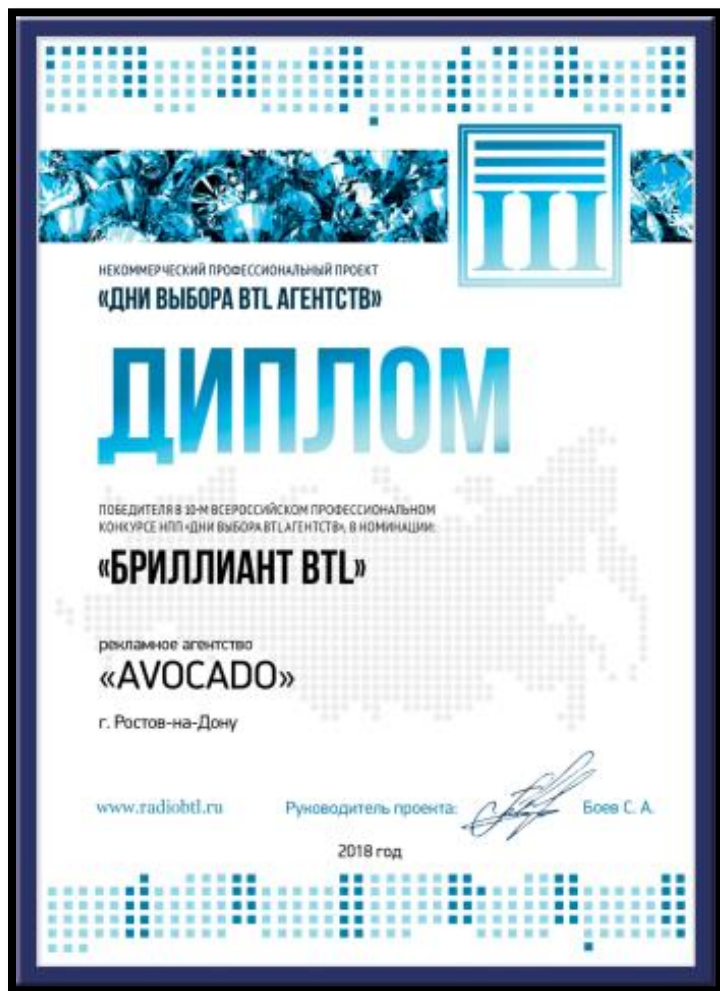 НЕКОММЕРЧЕСКИЙ ПРОФЕССИОНАЛЬНЫЙ ПРОЕКТ
«ДНИ ВЫБОРА BTL АГЕНТСТВ»
ДИПЛОМ
ПОБЕДИТЕЛЯ В 10-М ВСЕРОССИЙСКОМ ПРОФЕССИОНАЛЬНОМ
КОНКУРСЕ НПП «ДНИ ВЫБОРА BTL АГЕНТСТВ», В НОМИНАЦИИ:
«БРИЛЛИАНТ BTL»
рекламное агентство
«AVOCADO»
г. Ростов-на-Дону
www.radiobtl.ru Руководитель проекта: Боев С. А.
2018 год